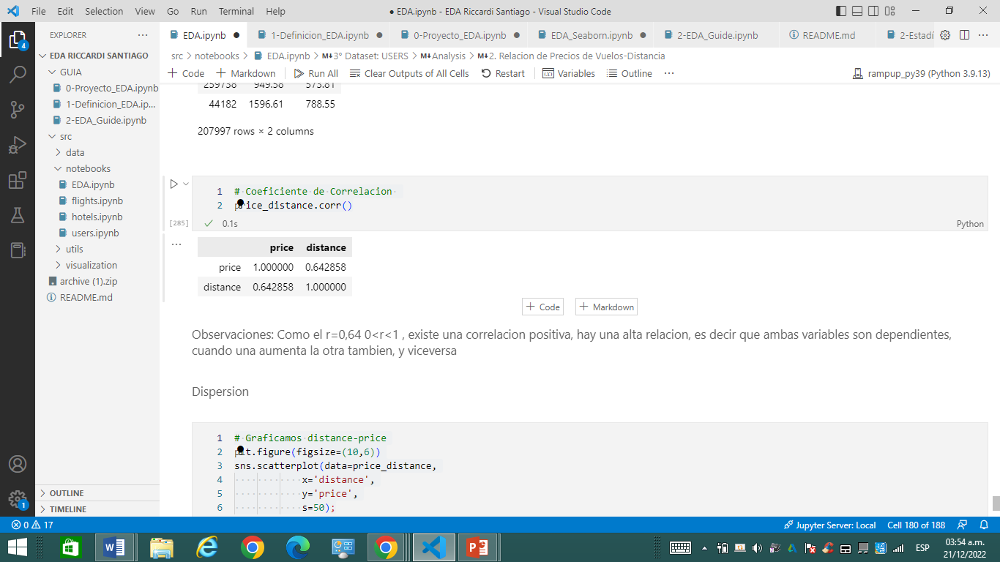 File Edit Selection View Go Run Terminal Help
● EDA.ipynb - EDA Riccardi Santiago - Visual Studio Code
EXPLORER ···
EDA.ipynb ● 1-Definicion_EDA.ipynb ● 0-Proyecto_EDA.ipynb ● EDA_Seaborn.ipynb ● 2-EDA_Guide.ipynb README.md 2-Estadí
4
EDA RICCARDI SANTIAGO
GUIA
0-Proyecto_EDA.ipynb
1-Definicion_EDA.ip...
2-EDA_Guide.ipynb
src
data
notebooks
EDA.ipynb
flights.ipynb
hotels.ipynb
users.ipynb
utils
visualization
archive (1).zip
README.md
OUTLINE
TIMELINE
1
src > notebooks > EDA.ipynb > M↓3° Dataset: USERS > M↓Analysis > M↓2. Relacion de Precios de Vuelos-Distancia
+ Code + Markdown Run All Clear Outputs of All Cells Restart Variables Outline ··· rampup_py39 (Python 3.9.13)
259738 949.58 573.81
44182 1596.61 788.55
207997 rows × 2 columns
1 # Coeficiente de Correlacion
2 price_distance.corr()
[285] ✓ 0.1s Python
···
price distance
price 1.000000 0.642858
distance 0.642858 1.000000
+ Code + Markdown
Observaciones: Como el r=0,64 0<r<1 , existe una correlacion positiva, hay una alta relacion, es decir que ambas variables son dependientes,
cuando una aumenta la otra tambien, y viceversa
Dispersion
1 # Graficamos distance-price
2 plt.figure(figsize=(10,6))
3 sns.scatterplot(data=price_distance,
4 x='distance',
5 y='price',
6 s=50);
0 17 Jupyter Server: Local Cell 180 of 188
ESP
03:54 a.m.
21/12/2022